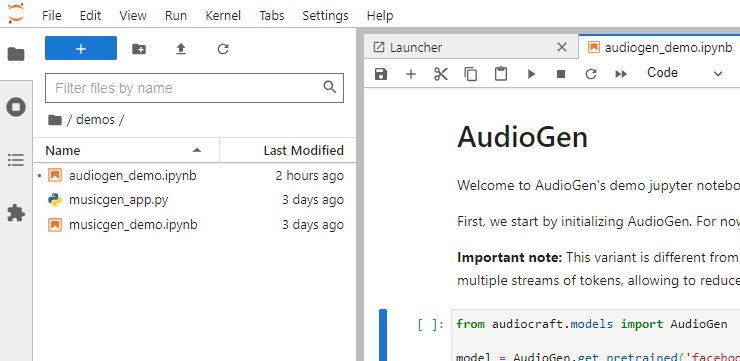 File Edit View Run Kernel Tabs Settings Help
Launcher
audiogen_demo.ipynb
Code
Filter files by name
/ demos /
Name Last Modified
audiogen_demo.ipynb 2 hours ago
musicgen_app.py 3 days ago
musicgen_demo.ipynb 3 days ago
AudioGen
Welcome to AudioGen's demo jupyter notebo
First, we start by initializing AudioGen. For now
Important note: This variant is different from
multiple streams of tokens, allowing to reduce
[ ]: from audiocraft.models import AudioGen
model = AudioGen.get_pretrained('facebo